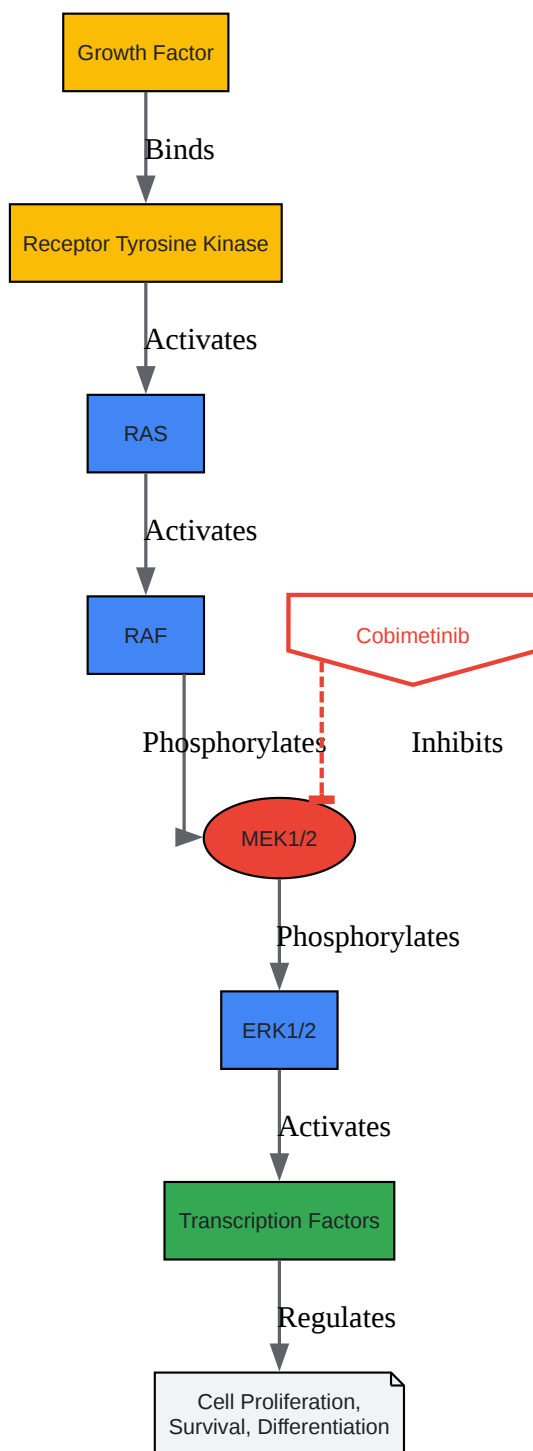 Growth Factor
Binds
Receptor Tyrosine Kinase
Activates
RAS
Activates
RAF
Cobimetinib
Phosphorylates
Inhibits
MEK1/2
Phosphorylates
ERK1/2
Activates
Transcription Factors
Regulates
Cell Proliferation,
Survival, Differentiation